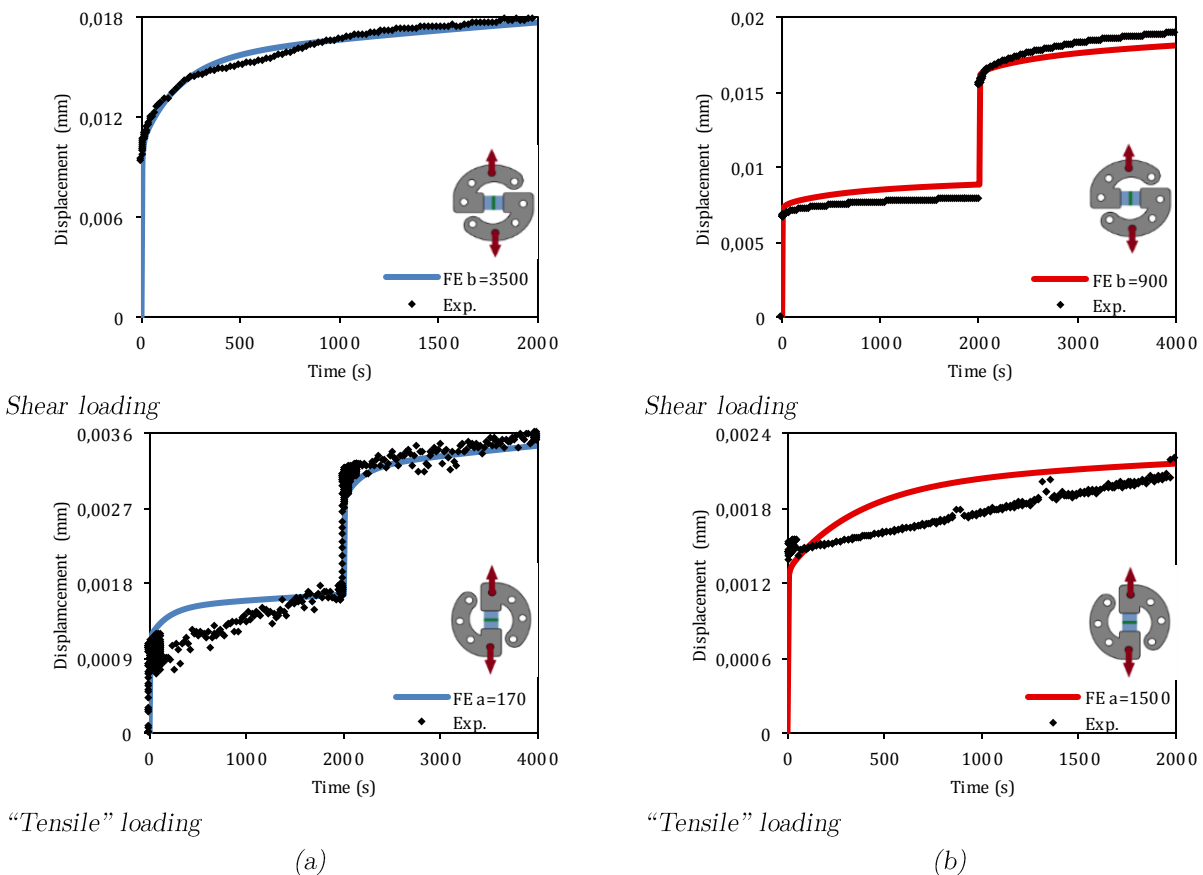 0,018
0,012
0,006
0
Displacement (mm)
FE b=3500
Exp.
0 500 1000 1500 2000
Time (s)
Shear loading
0,02
0,015
0,01
0,005
0
Displacement (mm)
FE b=900
Exp.
0 1000 2000 3000 4000
Time (s)
Shear loading
0,0036
0,0027
0,0018
0,0009
0
Displamcement (mm)
FE a=170
Exp.
0 1000 2000 3000 4000
Time (s)
“Tensile” loading
(a)
0,0024
0,0018
0,0012
0,0006
0
Displacement (mm)
FE a=1500
Exp.
0 500 1000 1500 2000
Time (s)
“Tensile” loading
(b)